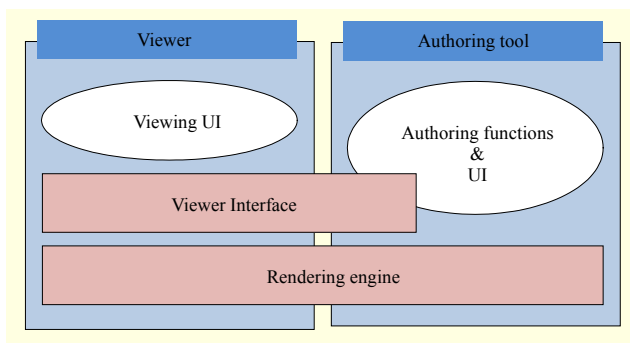 Viewer
Authoring tool
Viewing UI
Authoring functions
&
UI
Viewer Interface
Rendering engine